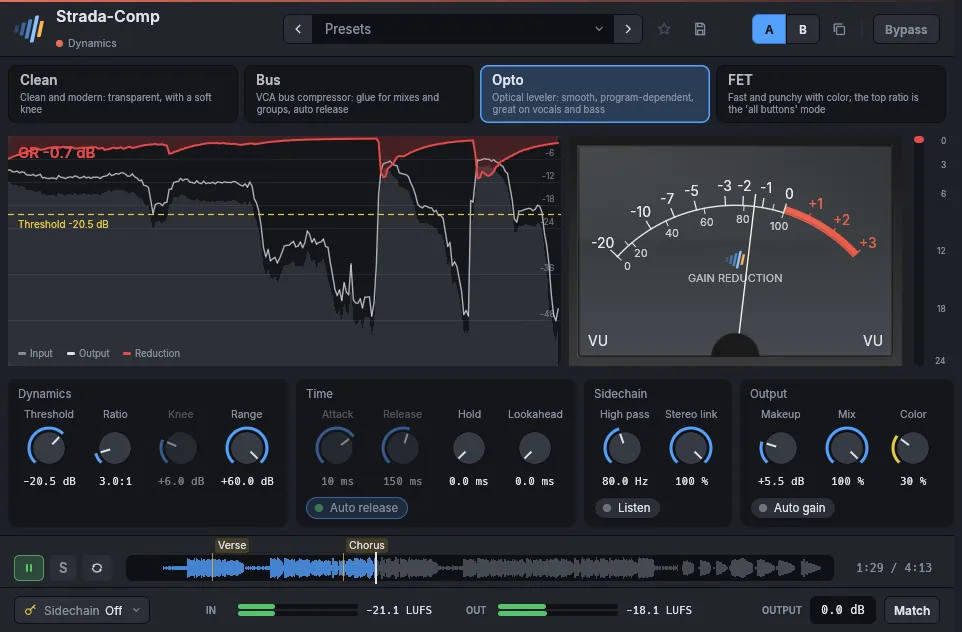 Strada-Comp
Dynamics
Presets
A
B
Bypass
Clean
Clean and modern: transparent, with a soft
knee
Bus
VCA bus compressor: glue for mixes and
groups, auto release
Opto
Optical leveler: smooth, program-dependent,
great on vocals and bass
FET
Fast and punchy with color; the top ratio is
the 'all buttons' mode
GR -0.7 dB
Threshold -20.5 dB
-6
-12
-18
-24
-36
-48
Input
Output
Reduction
-20 -10 -7 -5 -3 -2 -1 0 +1 +2 +3
0 20 40 60 80 100
GAIN REDUCTION
VU
VU
0
3
6
12
18
24
Dynamics
Threshold Ratio Knee Range
-20.5 dB 3.0:1 +6.0 dB +60.0 dB
Time
Attack Release Hold Lookahead
10 ms 150 ms 0.0 ms 0.0 ms
Auto release
Sidechain
High pass Stereo link
80.0 Hz 100 %
Listen
Output
Makeup Mix Color
+5.5 dB 100 % 30 %
Auto gain
Verse
Chorus
S
1:29 / 4:13
Sidechain Off
IN
-21.1 LUFS
OUT
-18.1 LUFS
OUTPUT
0.0 dB
Match